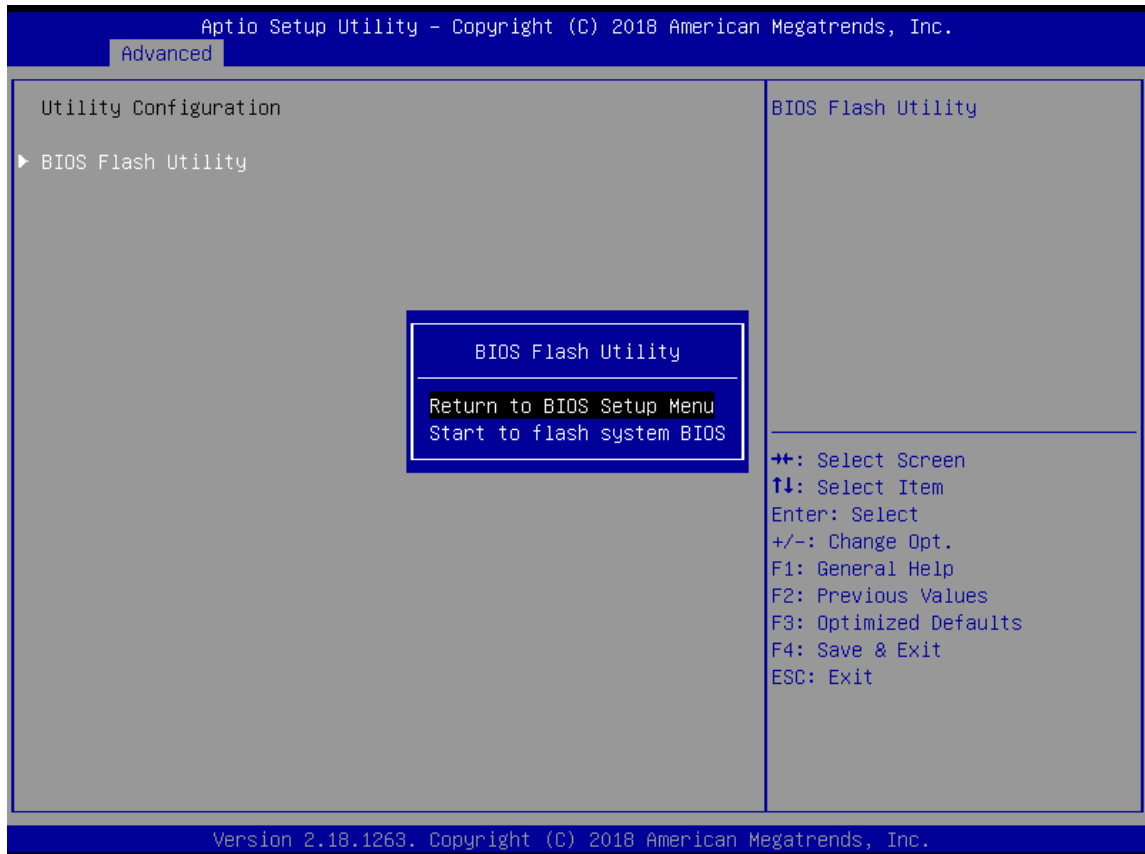 Aptio Setup Utility – Copyright (C) 2018 American Megatrends, Inc.
Advanced
Utility Configuration
▶ BIOS Flash Utility
BIOS Flash Utility
BIOS Flash Utility
Return to BIOS Setup Menu
Start to flash system BIOS
→←: Select Screen
↑↓: Select Item
Enter: Select
+/-: Change Opt.
F1: General Help
F2: Previous Values
F3: Optimized Defaults
F4: Save & Exit
ESC: Exit
Version 2.18.1263. Copyright (C) 2018 American Megatrends, Inc.